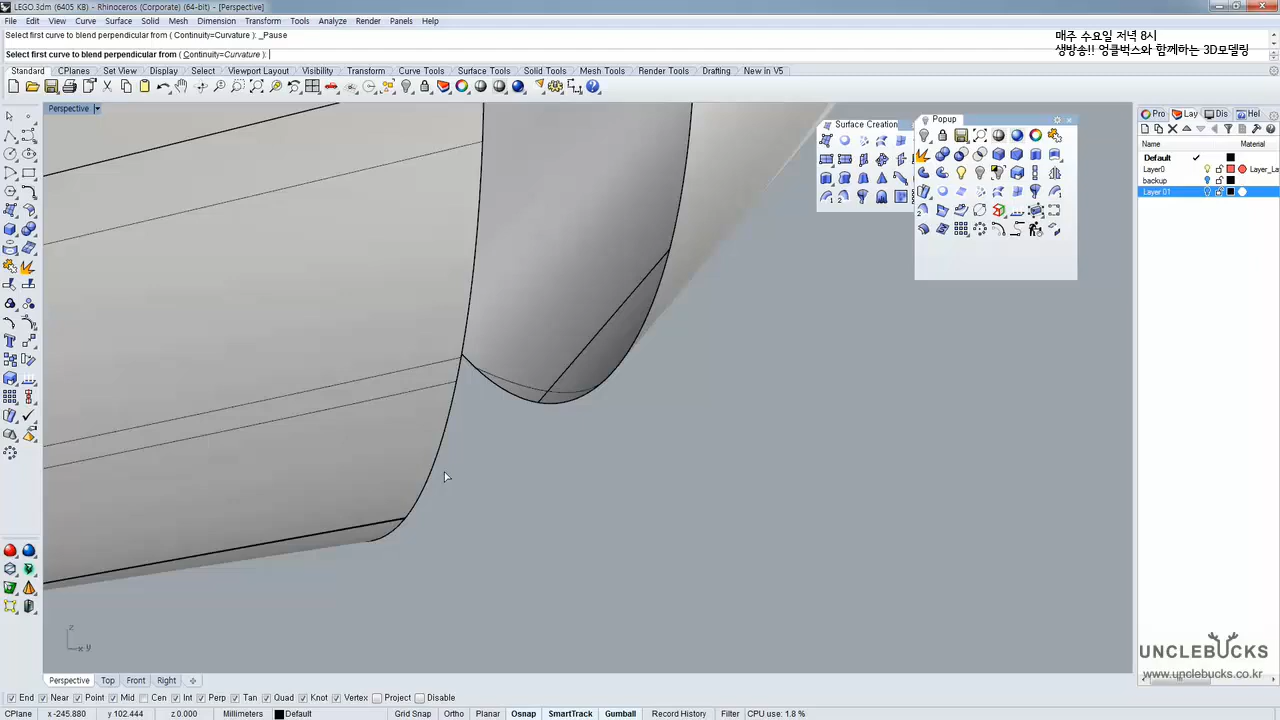 LEGO.3dm (6405 KB) - Rhinoceros (Corporate) (64-bit) - [Perspective]
File Edit View Curve Surface Solid Mesh Dimension Transform Tools Analyze Render Panels Help
Select first curve to blend perpendicular from ( Continuity=Curvature ): _Pause
Select first curve to blend perpendicular from ( Continuity=Curvature ):
매주 수요일 저녁 8시
생방송!! 엉클벅스와 함께하는 3D모델링
Standard CPlanes Set View Display Select Viewport Layout Visibility Transform Curve Tools Surface Tools Solid Tools Mesh Tools Render Tools Drafting New in V5
Perspective
Surface Creation
Popup
Pro Lay Dis Hel
Name Material
Default
Layer0 Layer_La
backup
Layer 01
z
x y
UNCLEBUCKS
www.unclebucks.co.kr
Perspective Top Front Right
End Near Point Mid Cen Int Perp Tan Quad Knot Vertex Project Disable
CPlane x -245.880 y 102.444 z 0.000 Millimeters Default Grid Snap Ortho Planar Osnap SmartTrack Gumball Record History Filter CPU use: 1.8 %